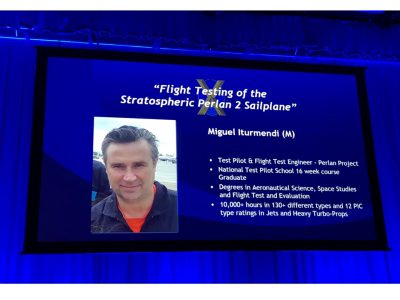 “Flight Testing of the
Stratospheric Perlan 2 Sailplane”
Miguel Iturmendi (M)
• Test Pilot & Flight Test Engineer - Perlan Project
• National Test Pilot School 16 week course
Graduate
• Degrees in Aeronautical Science, Space Studies
and Flight Test and Evaluation
• 10,000+ hours in 130+ different types and 12 PIC
type ratings in Jets and Heavy Turbo-Props